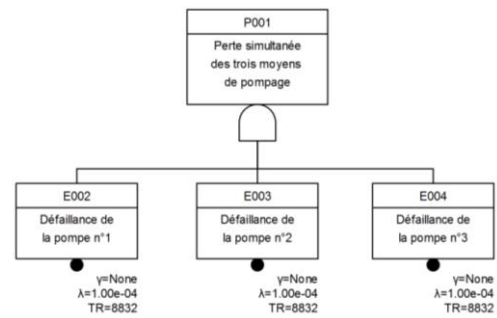 P001
Perte simultanée
des trois moyens
de pompage
E002
Défaillance de
la pompe n°1
γ=None
λ=1.00e-04
TR=8832
E003
Défaillance de
la pompe n°2
γ=None
λ=1.00e-04
TR=8832
E004
Défaillance de
la pompe n°3
γ=None
λ=1.00e-04
TR=8832